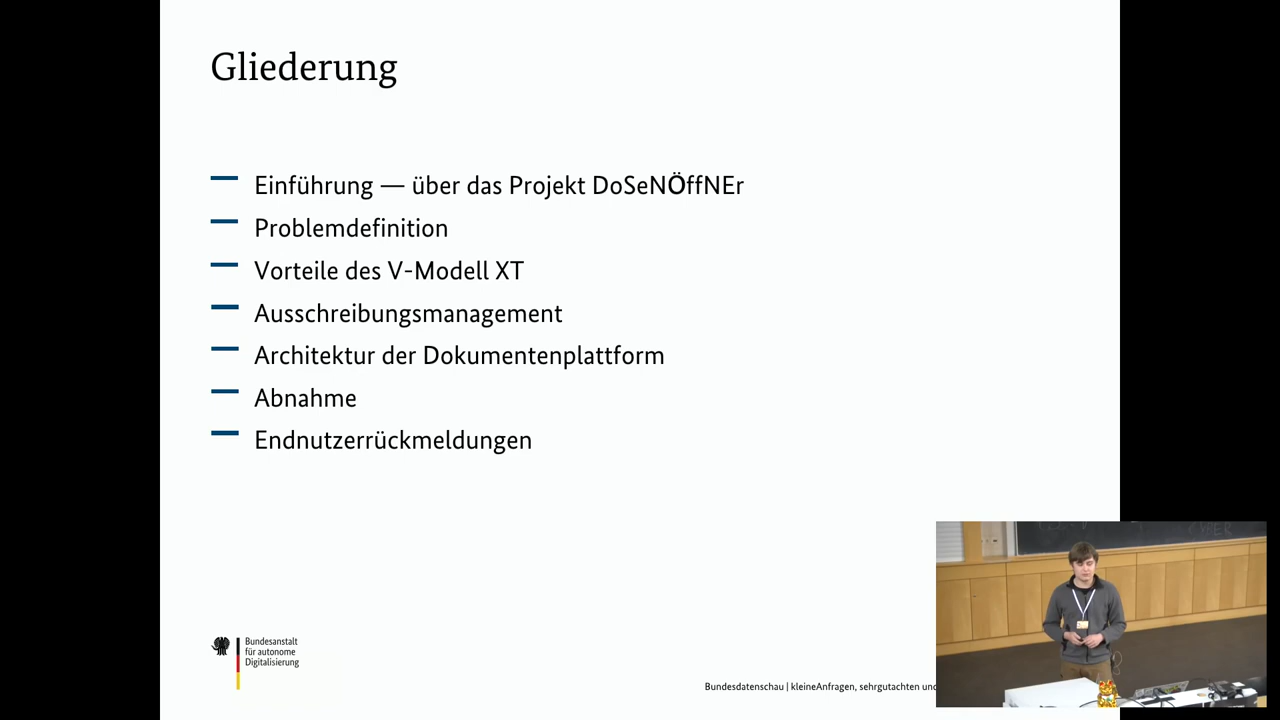 Gliederung
Einführung — über das Projekt DoSeNÖffNEr
Problemdefinition
Vorteile des V-Modell XT
Ausschreibungsmanagement
Architektur der Dokumentenplattform
Abnahme
Endnutzerrückmeldungen
Bundesanstalt
für autonome
Digitalisierung
Bundesdatenschau | kleineAnfragen, sehrgutachten und